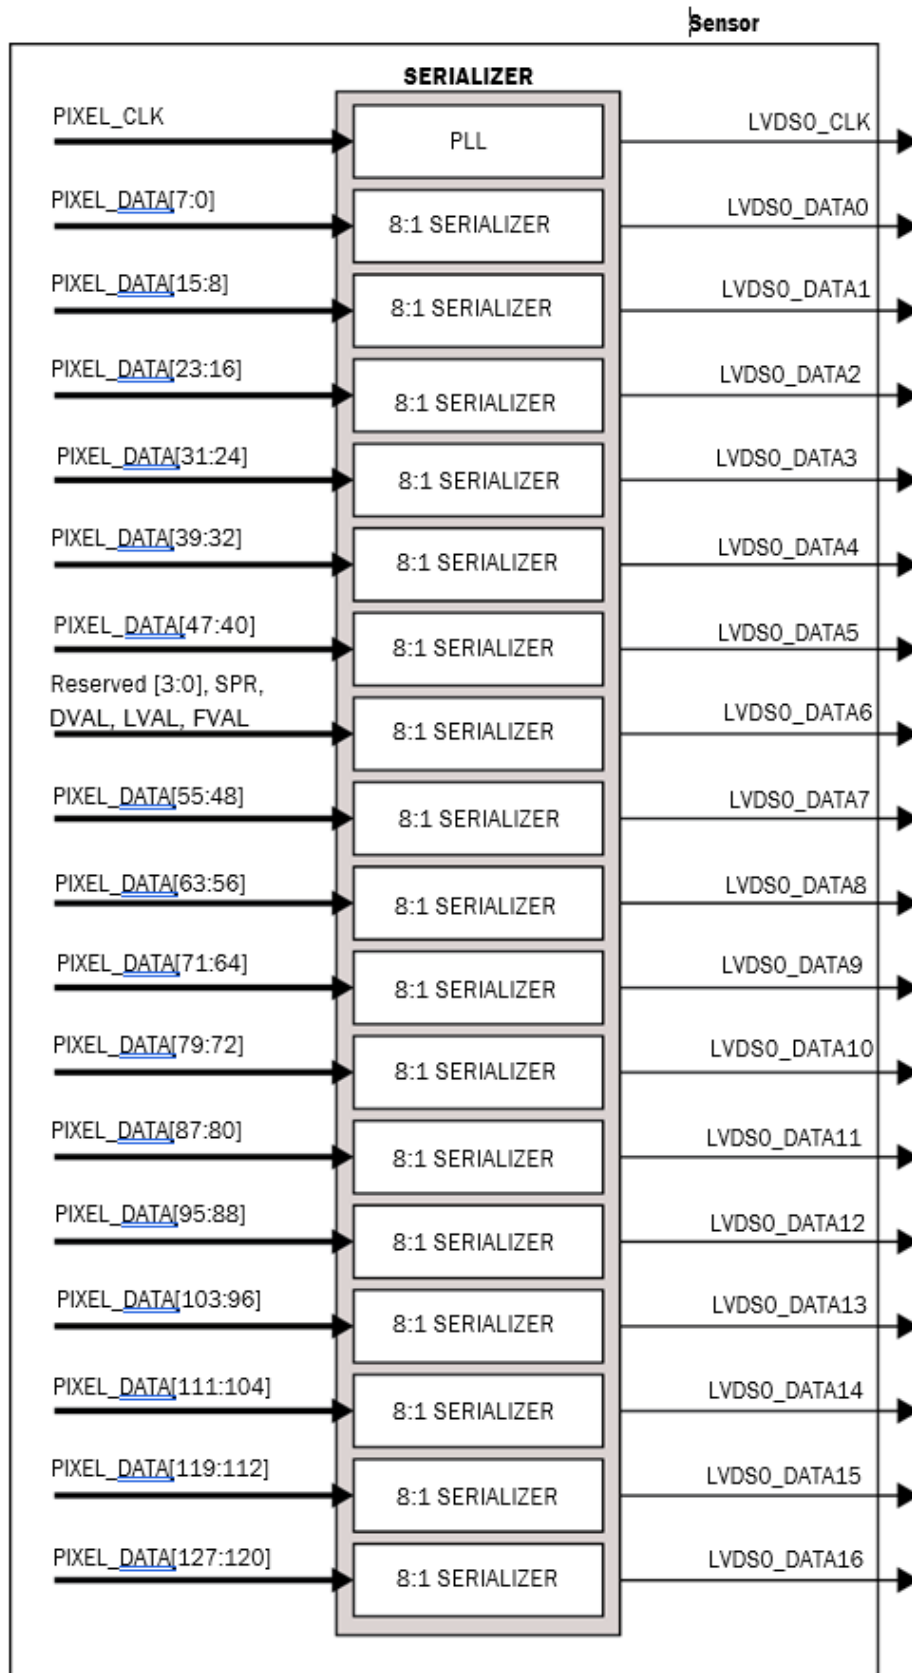 Sensor
SERIALIZER
PIXEL_CLK
PLL
LVDS0_CLK
PIXEL_DATA[7:0]
8:1 SERIALIZER
LVDS0_DATA0
PIXEL_DATA[15:8]
8:1 SERIALIZER
LVDS0_DATA1
PIXEL_DATA[23:16]
8:1 SERIALIZER
LVDS0_DATA2
PIXEL_DATA[31:24]
8:1 SERIALIZER
LVDS0_DATA3
PIXEL_DATA[39:32]
8:1 SERIALIZER
LVDS0_DATA4
PIXEL_DATA[47:40]
8:1 SERIALIZER
LVDS0_DATA5
Reserved [3:0], SPR,
DVAL, LVAL, FVAL
8:1 SERIALIZER
LVDS0_DATA6
PIXEL_DATA[55:48]
8:1 SERIALIZER
LVDS0_DATA7
PIXEL_DATA[63:56]
8:1 SERIALIZER
LVDS0_DATA8
PIXEL_DATA[71:64]
8:1 SERIALIZER
LVDS0_DATA9
PIXEL_DATA[79:72]
8:1 SERIALIZER
LVDS0_DATA10
PIXEL_DATA[87:80]
8:1 SERIALIZER
LVDS0_DATA11
PIXEL_DATA[95:88]
8:1 SERIALIZER
LVDS0_DATA12
PIXEL_DATA[103:96]
8:1 SERIALIZER
LVDS0_DATA13
PIXEL_DATA[111:104]
8:1 SERIALIZER
LVDS0_DATA14
PIXEL_DATA[119:112]
8:1 SERIALIZER
LVDS0_DATA15
PIXEL_DATA[127:120]
8:1 SERIALIZER
LVDS0_DATA16